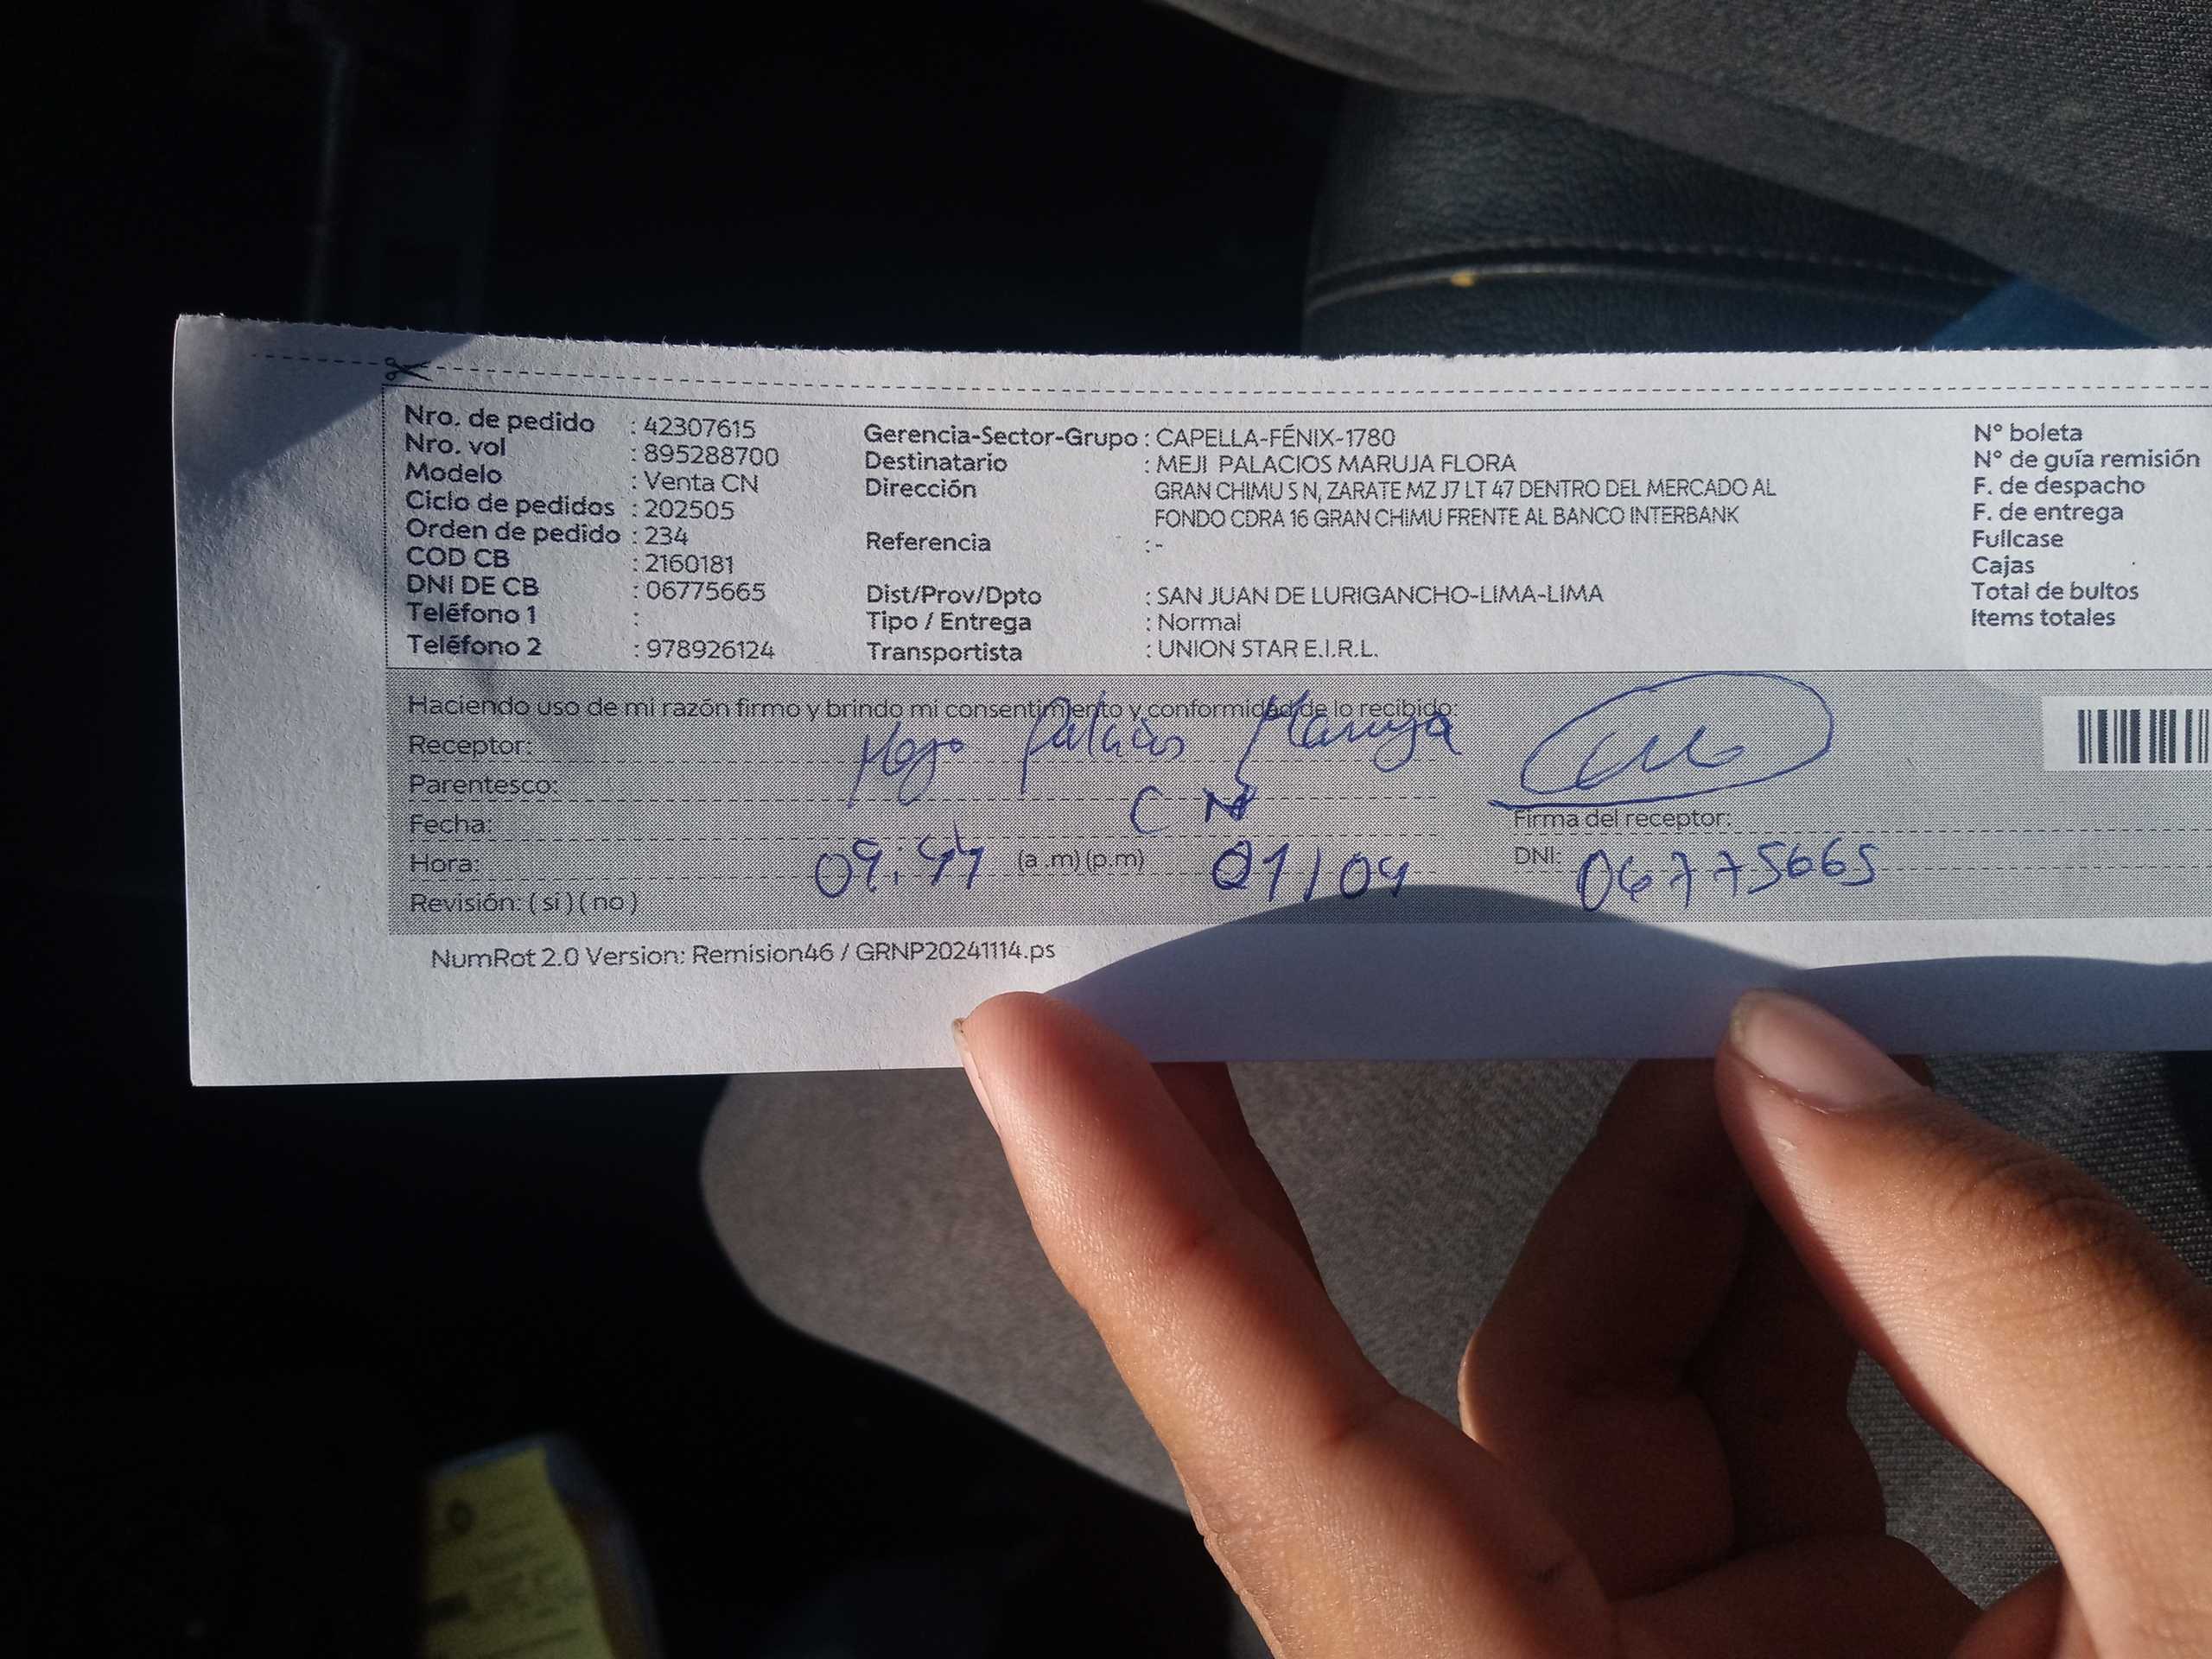 Nro. de pedido : 42307615
Nro. vol : 895288700
Modelo : Venta CN
Ciclo de pedidos : 202505
Orden de pedido : 234
COD CB : 2160181
DNI DE CB : 06775665
Teléfono 1 :
Teléfono 2 : 978926124
Gerencia-Sector-Grupo : CAPELLA-FÉNIX-1780
Destinatario : MEJI PALACIOS MARUJA FLORA
Dirección GRAN CHIMU S N, ZARATE MZ J7 LT 47 DENTRO DEL MERCADO AL
FONDO CDRA 16 GRAN CHIMU FRENTE AL BANCO INTERBANK
Referencia : -
Dist/Prov/Dpto : SAN JUAN DE LURIGANCHO-LIMA-LIMA
Tipo / Entrega : Normal
Transportista : UNION STAR E.I.R.L.
N° boleta
N° de guía remisión
F. de despacho
F. de entrega
Fullcase
Cajas
Total de bultos
Items totales
Haciendo uso de mi razón firmo y brindo mi consentimiento y conformidad de lo recibido:
Receptor: Palacios Maruja
Parentesco: CN
Fecha:
Hora: 09:44 (a.m) (p.m) 01/04
Revisión: ( si ) ( no )
Firma del receptor:
DNI: 06775665
NumRot 2.0 Version: Remision46 / GRNP20241114.ps